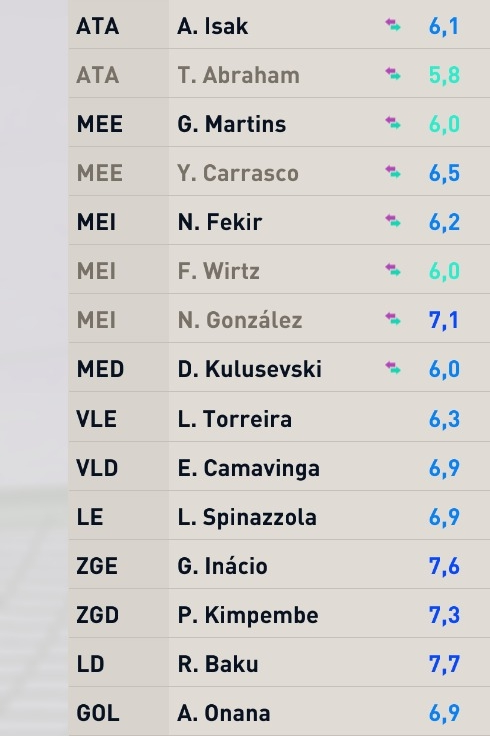 ATA A. Isak 6,1
ATA T. Abraham 5,8
MEE G. Martins 6,0
MEE Y. Carrasco 6,5
MEI N. Fekir 6,2
MEI F. Wirtz 6,0
MEI N. González 7,1
MED D. Kulusevski 6,0
VLE L. Torreira 6,3
VLD E. Camavinga 6,9
LE L. Spinazzola 6,9
ZGE G. Inácio 7,6
ZGD P. Kimpembe 7,3
LD R. Baku 7,7
GOL A. Onana 6,9